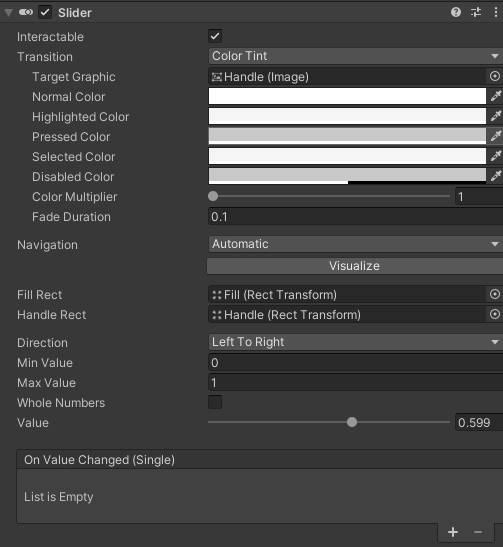 Slider
Interactable
Transition Color Tint
Target Graphic Handle (Image)
Normal Color
Highlighted Color
Pressed Color
Selected Color
Disabled Color
Color Multiplier 1
Fade Duration 0.1
Navigation Automatic
Visualize
Fill Rect Fill (Rect Transform)
Handle Rect Handle (Rect Transform)
Direction Left To Right
Min Value 0
Max Value 1
Whole Numbers
Value 0.599
On Value Changed (Single)
List is Empty